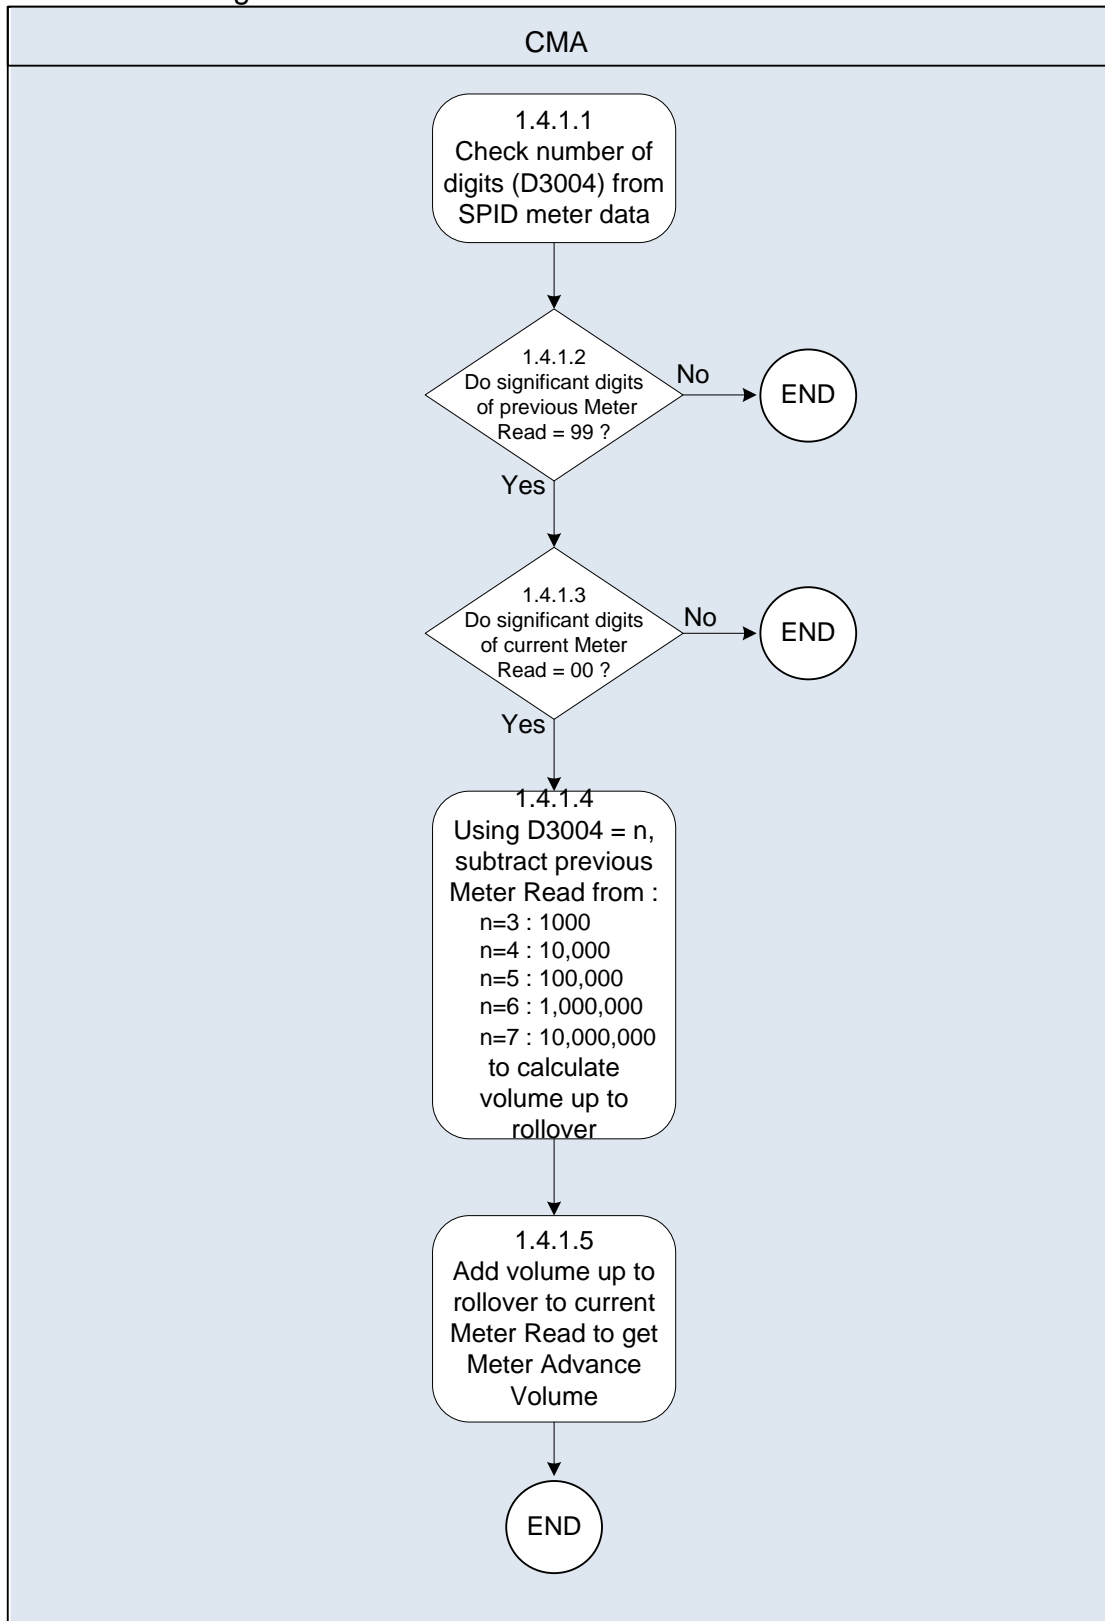 CMA
1.4.1.1
Check number of
digits (D3004) from
SPID meter data
1.4.1.2
Do significant digits
of previous Meter
Read = 99 ?
No
END
Yes
1.4.1.3
Do significant digits
of current Meter
Read = 00 ?
No
END
Yes
1.4.1.4
Using D3004 = n,
subtract previous
Meter Read from :
n=3 : 1000
n=4 : 10,000
n=5 : 100,000
n=6 : 1,000,000
n=7 : 10,000,000
to calculate
volume up to
rollover
1.4.1.5
Add volume up to
rollover to current
Meter Read to get
Meter Advance
Volume
END